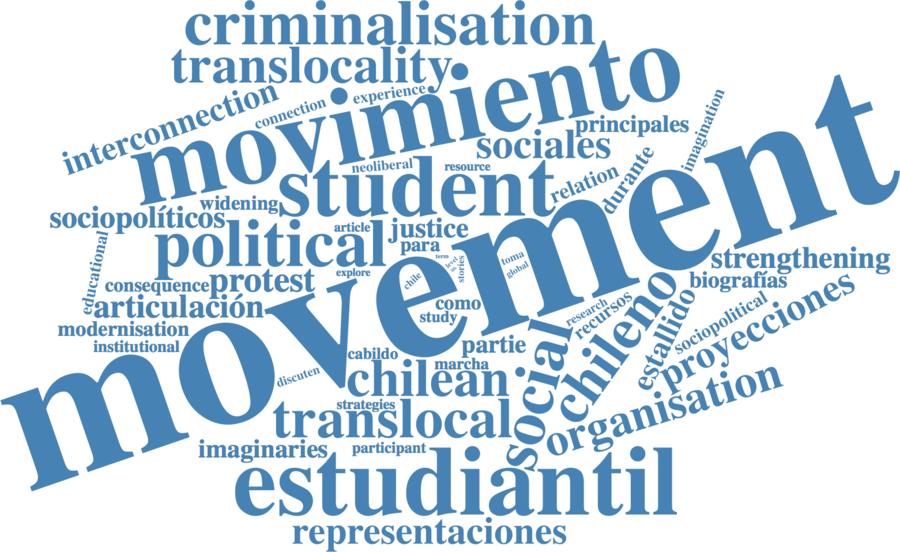 criminalisation
translocality
interconnection
connection
experience
movimiento
principales
sociales
imagination
neoliberal
resource
student
relation
durante
widening
sociopolíticos
article
justice
political
para
term
level
stories
toma
global
movement
strengthening
educational
consequence
protest
explore
chile
biografías
articulación
como
study
research
recursos
chileno
estallido
sociopolitical
proyecciones
modernisation
institutional
cabildo
partie
marcha
discuten
chilean
social
strategies
translocal
organisation
imaginaries
participant
estudiantil
representaciones